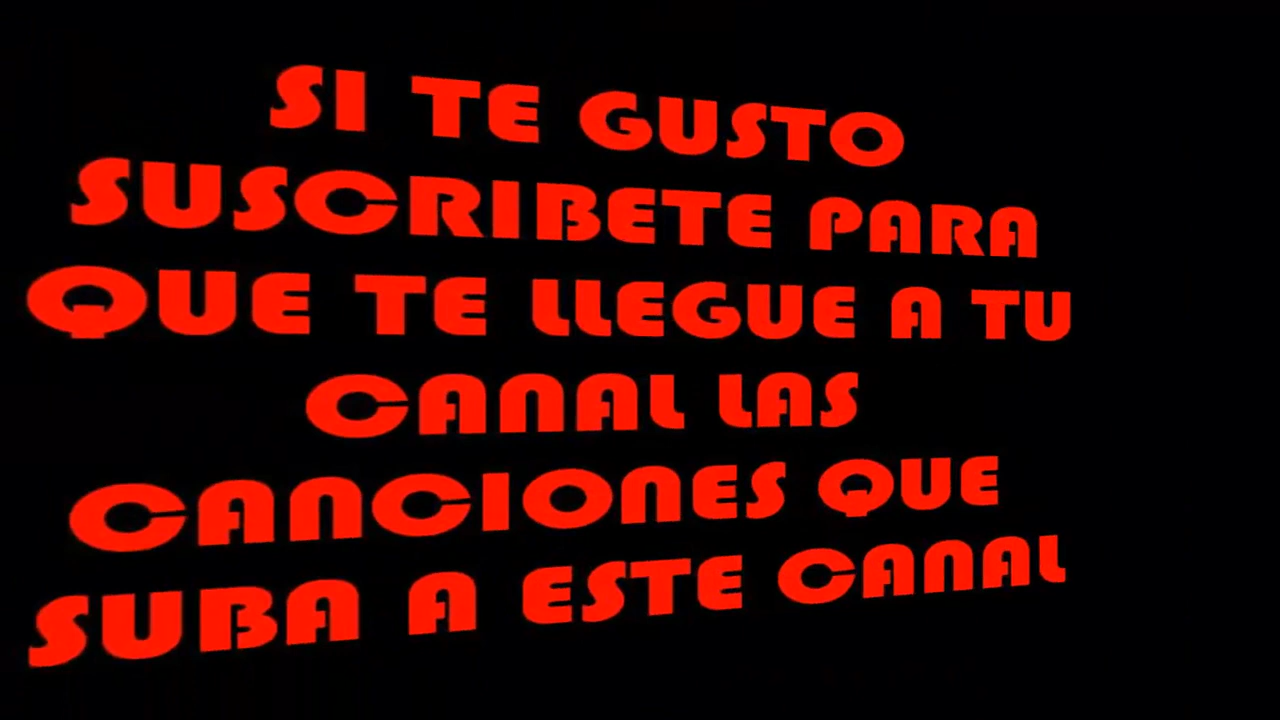 SI TE GUSTO
SUSCRIBETE PARA
QUE TE LLEGUE A TU
CANAL LAS
CANCIONES QUE
SUBA A ESTE CANAL